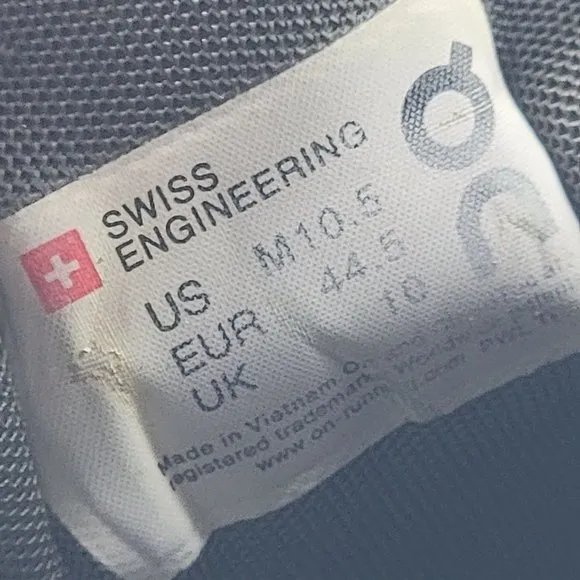 SWISS
ENGINEERING
US M10.5
EUR 44.5
UK 10
Made in Vietnam
registered trademark
www.on-running.com